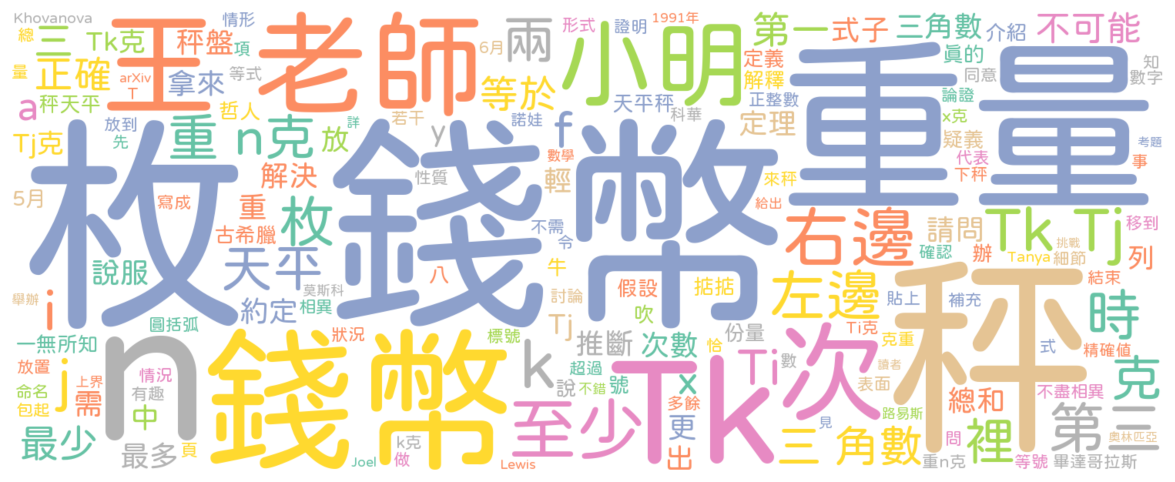 Khovanova
總
三
Tk克
情形
秤盤
項
王老師
兩
小明
形式
證明
1991年
第一
式子
三角數
介紹
不可能
量
正確
arXiv
T
拿來
等式
6月
等於
定義
解釋
眞的
同意
知
數字
a
秤天平
哲人
若干
y
諾娃
天平秤
科華
正整數
論證
x克
重量
Tj克
放到
先
重
n克
放
f
數學
輕
定理
疑義
代表
下秤
詳
考題
事
5月
寫成
解決
性質
來秤
給出
枚
錢幣
重
枚
古希臘
不需
令
右邊
請問
Tk
Tj
移到
確認
辦
Tanya
挑戰
細節
列
說服
天平
八
牛
i
約定
莫斯科
相異
假設
討論
掂掂
左邊
秤
貼上
補充
結束
舉辦
圓括弧
吹
Tj
時
一無所知
n
錢幣
標號
推斷
次數
份量
恰
次
Ti克
克重
式
精確値
放置
上界
狀況
k
說
號
超過
不錯
x
數
讀者
克
命名
包起
j
需
情況
有趣
中
Tk
Ti
表面
不盡相異
多餘
路易斯
總和
第三
最少
最多
頁
k克
做
至少
更
出
三角數
見
問
裡
奧林匹亞
Joel
Lewis
重n克
等號
畢達哥拉斯